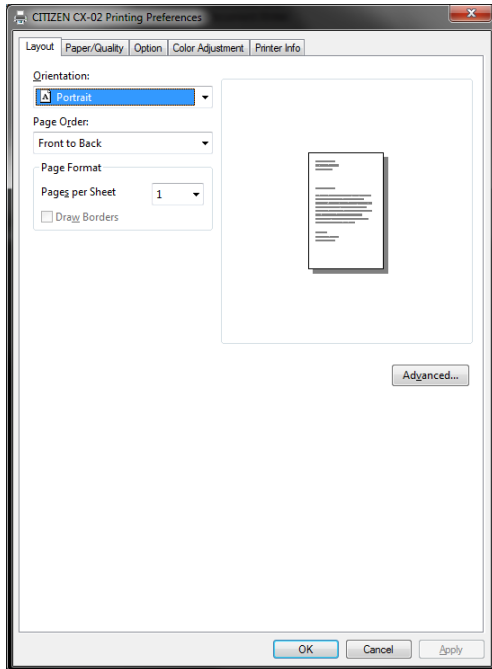 CITIZEN CX-02 Printing Preferences
Layout Paper/Quality Option Color Adjustment Printer Info
Orientation:
A Portrait
Page Order:
Front to Back
Page Format
Pages per Sheet 1
Draw Borders
Advanced...
OK Cancel Apply